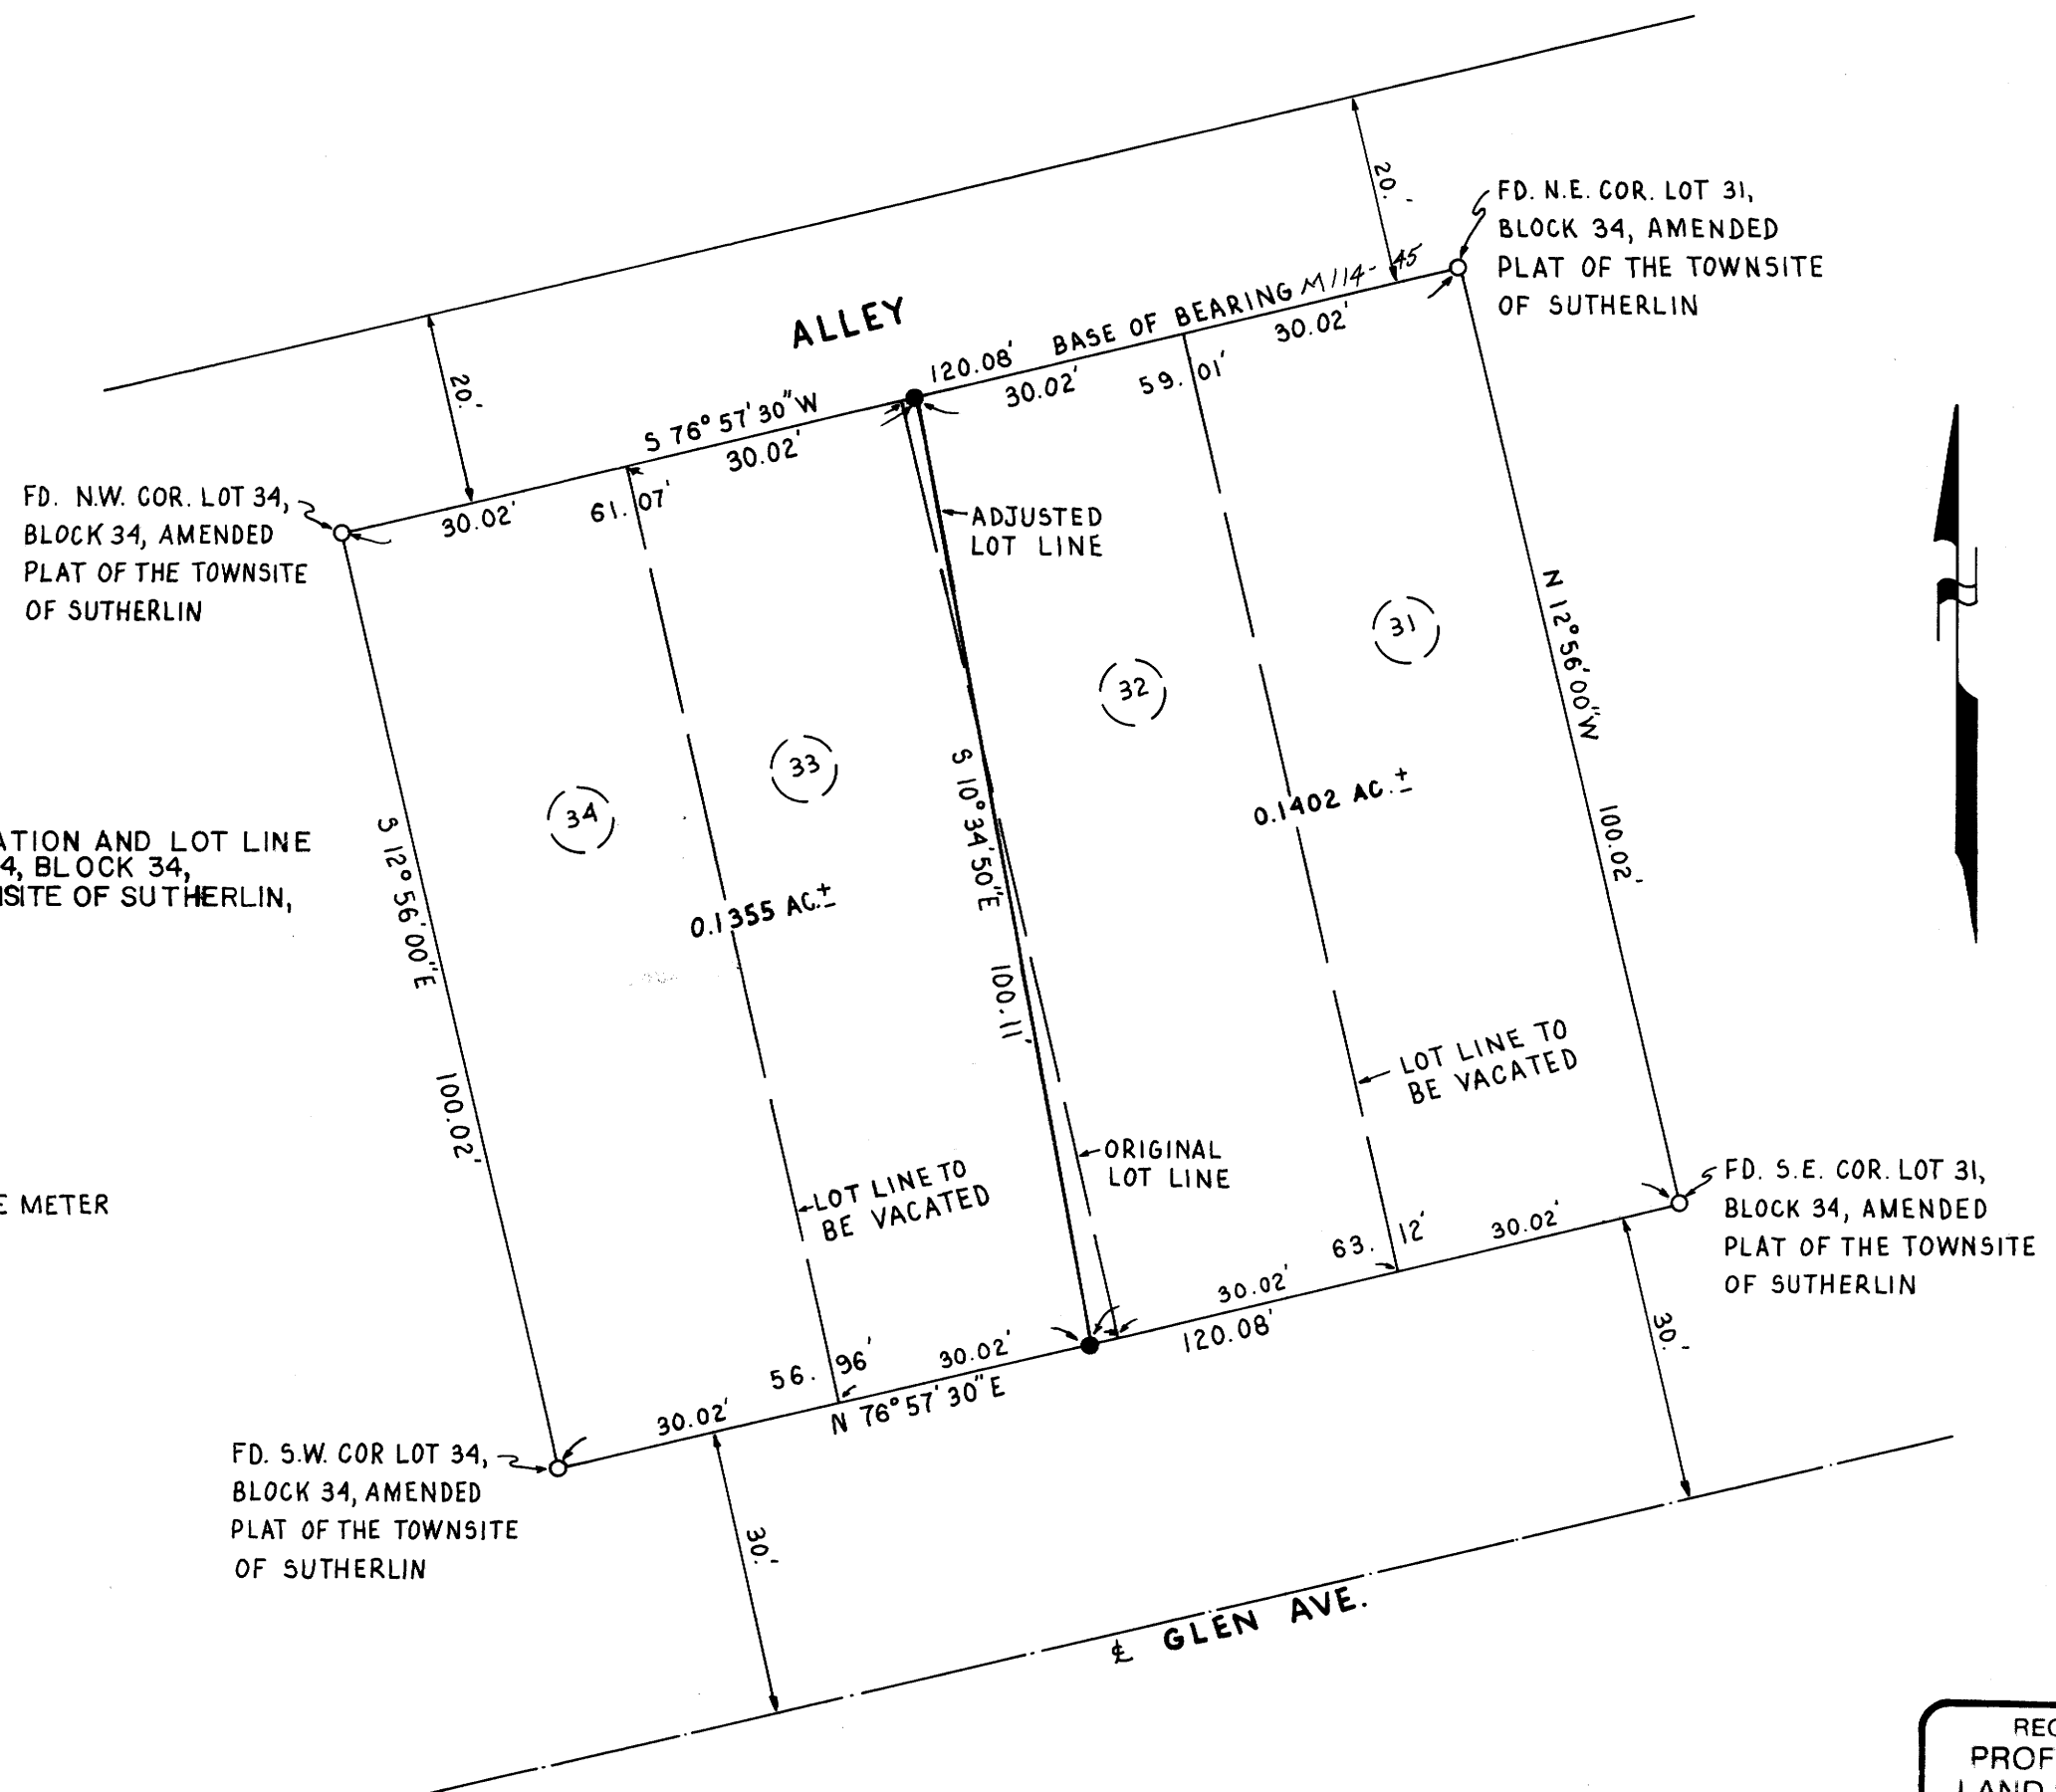 20.'
FD. N.E. COR. LOT 31,
BLOCK 34, AMENDED
PLAT OF THE TOWNSITE
OF SUTHERLIN
ALLEY
120.08' BASE OF BEARING M114-45
30.02'
30.02'
59.01'
20.'
S 76° 57' 30" W
30.02'
FD. N.W. COR. LOT 34,
BLOCK 34, AMENDED
PLAT OF THE TOWNSITE
OF SUTHERLIN
30.02'
61.07'
ADJUSTED
LOT LINE
N 12° 56' 00" W
31
32
33
34
S 10° 34' 50" E
0.1402 AC.±
100.02'
ATION AND LOT LINE
4, BLOCK 34,
SITE OF SUTHERLIN,
S 12° 56' 00" E
0.1355 AC.±
100.11'
LOT LINE TO
BE VACATED
100.02'
ORIGINAL
LOT LINE
LOT LINE TO
BE VACATED
E METER
FD. S.E. COR. LOT 31,
BLOCK 34, AMENDED
PLAT OF THE TOWNSITE
OF SUTHERLIN
63.12'
30.02'
30.02'
120.08'
30.'
56.96'
30.02'
N 76° 57' 30" E
30.02'
FD. S.W. COR LOT 34,
BLOCK 34, AMENDED
PLAT OF THE TOWNSITE
OF SUTHERLIN
30.'
℄ GLEN AVE.
REG
PROF
LAND